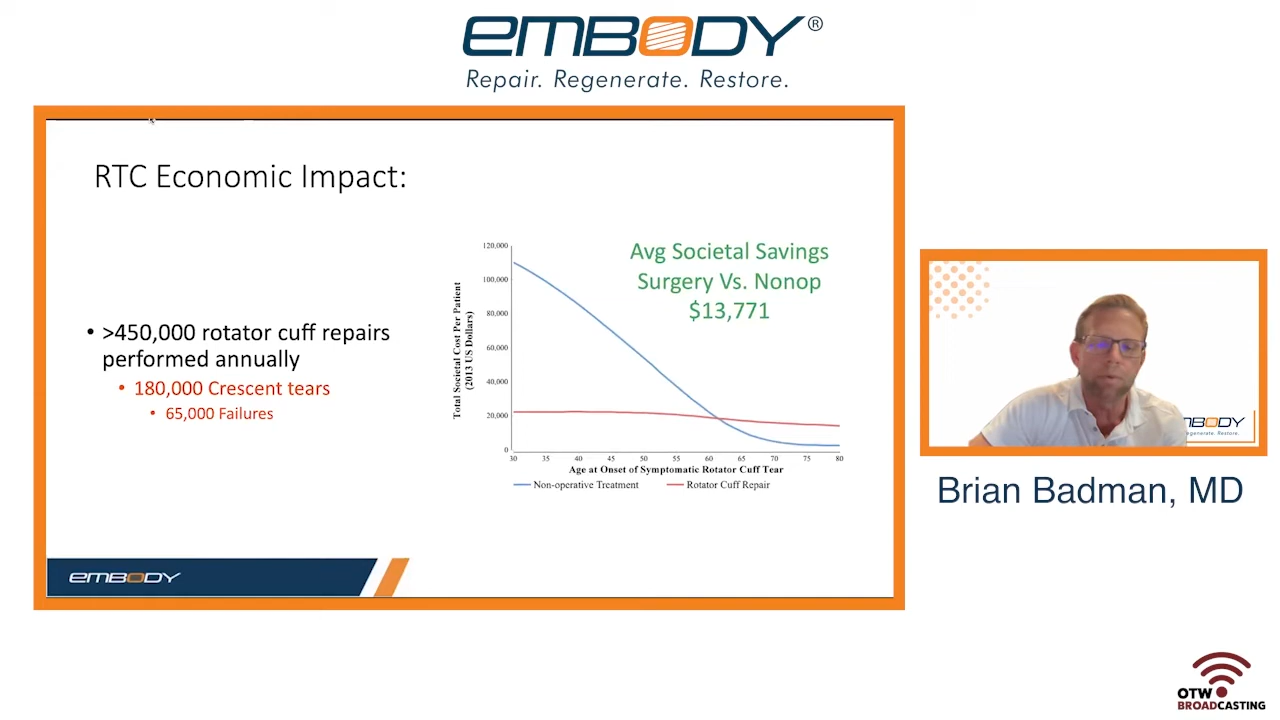 EMBODY®
Repair. Regenerate. Restore.
RTC Economic Impact:
• >450,000 rotator cuff repairs
performed annually
• 180,000 Crescent tears
• 65,000 Failures
Avg Societal Savings
Surgery Vs. Nonop
$13,771
Total Societal Cost Per Patient
(2013 US Dollars)
120,000
100,000
80,000
60,000
40,000
20,000
0
30 35 40 45 50 55 60 65 70 75 80
Age at Onset of Symptomatic Rotator Cuff Tear
Non-operative Treatment Rotator Cuff Repair
EMBODY
BODY
egenerate. Restore.
Brian Badman, MD
OTW
BROADCASTING